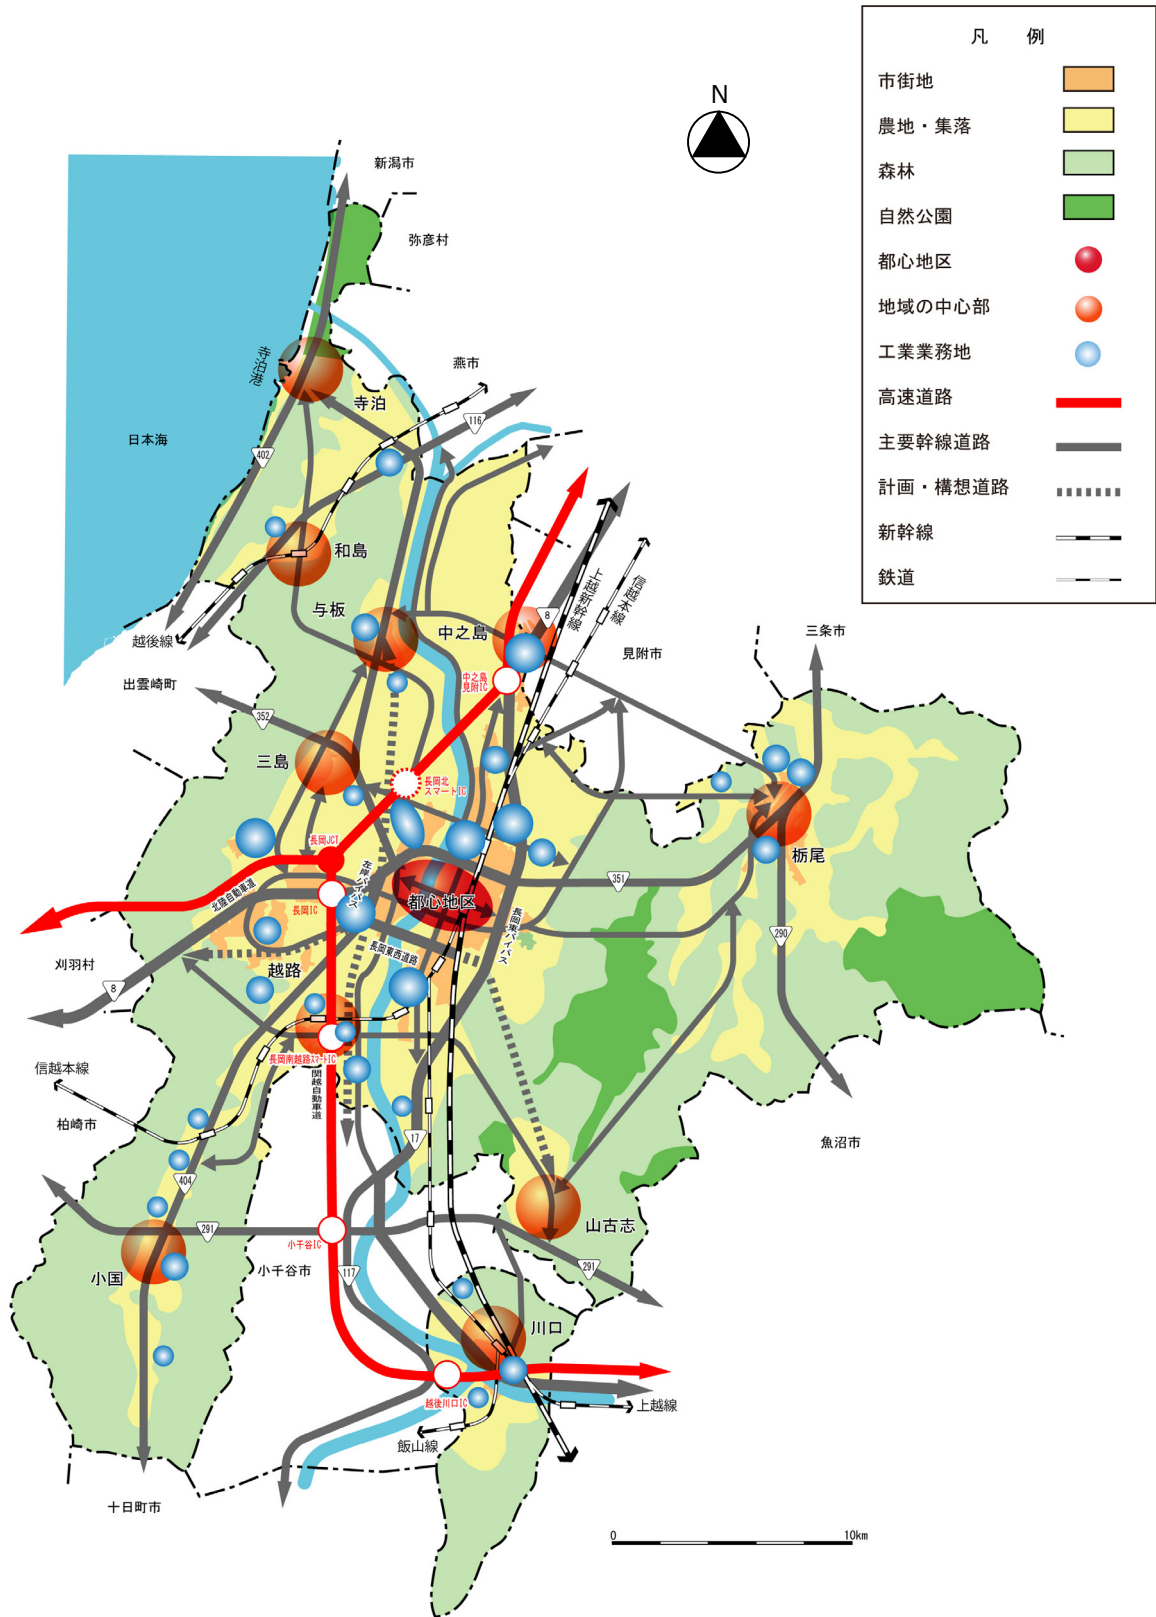 凡 例
市街地
農地・集落
森林
自然公園
都心地区
地域の中心部
工業業務地
高速道路
主要幹線道路
計画・構想道路
新幹線
鉄道
N
新潟市
弥彦村
燕市
寺泊港
寺泊
116
日本海
402
和島
上越新幹線
信越本線
与板
中之島
8
越後線
見附市
三条市
中之島
見附IC
出雲崎町
352
三島
長岡北
スマートIC
長岡JCT
栃尾
左岸バイパス
351
北陸自動車道
長岡IC
都心地区
長岡東バイパス
290
長岡東西道路
刈羽村
越路
8
長岡南越路スマートIC
信越本線
関越自動車道
柏崎市
17
魚沼市
404
山古志
291
小千谷IC
小国
小千谷市
117
291
川口
越後川口IC
上越線
飯山線
十日町市
0
10km